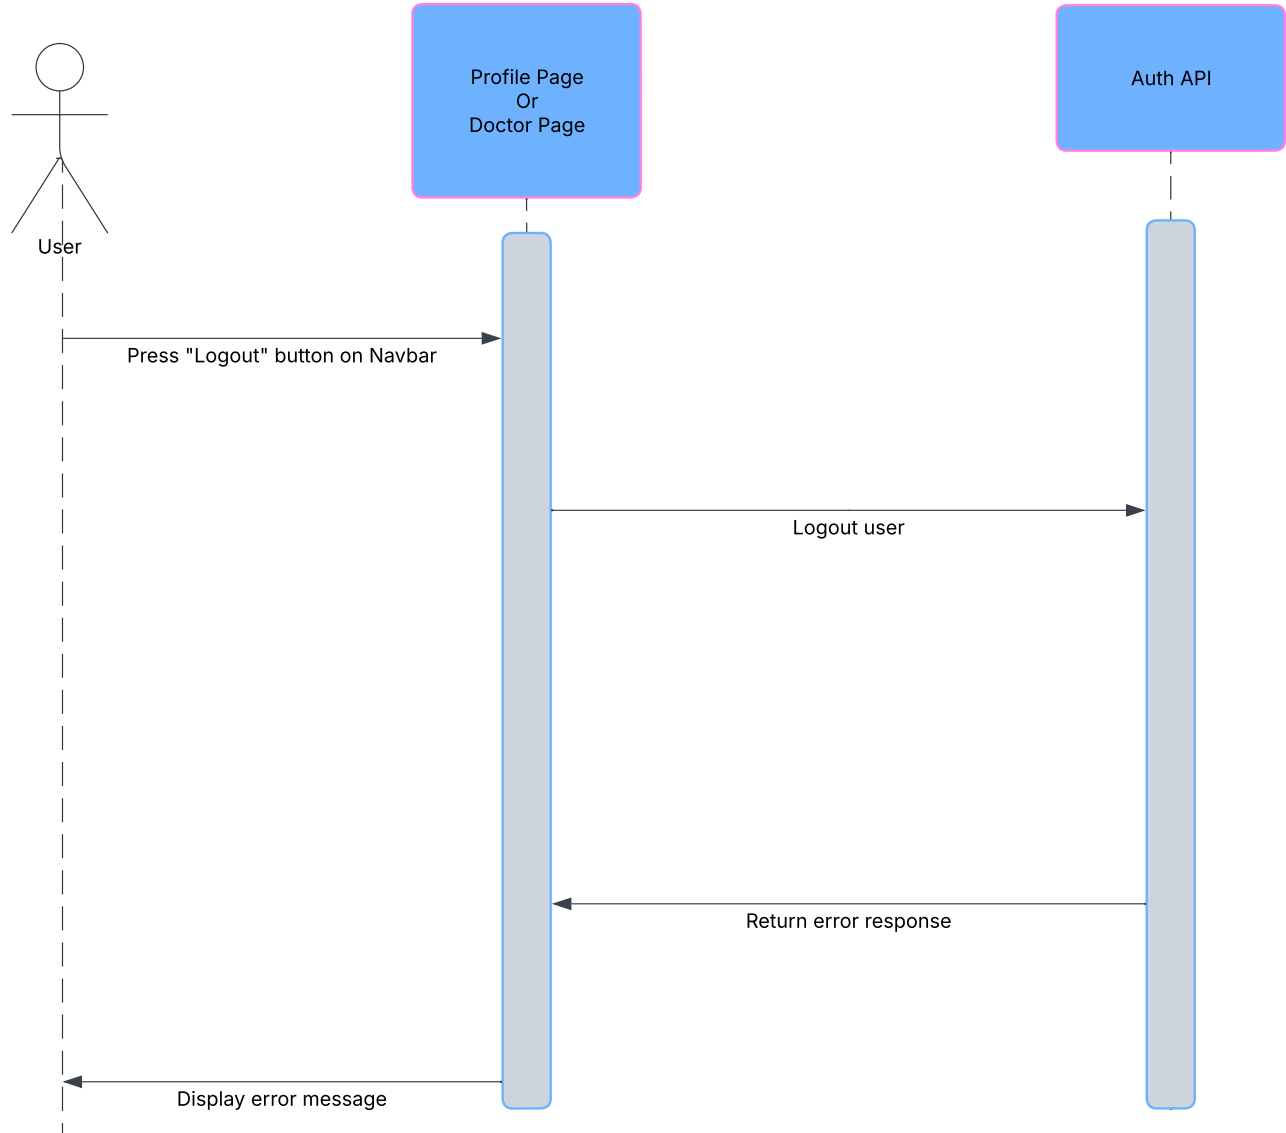 Profile Page
Or
Doctor Page
Auth API
User
Press "Logout" button on Navbar
Logout user
Return error response
Display error message